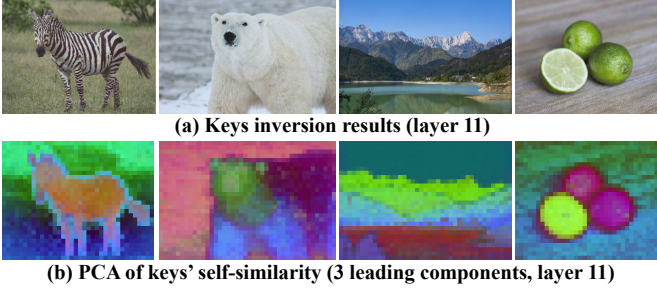 (a) Keys inversion results (layer 11)
(b) PCA of keys' self-similarity (3 leading components, layer 11)